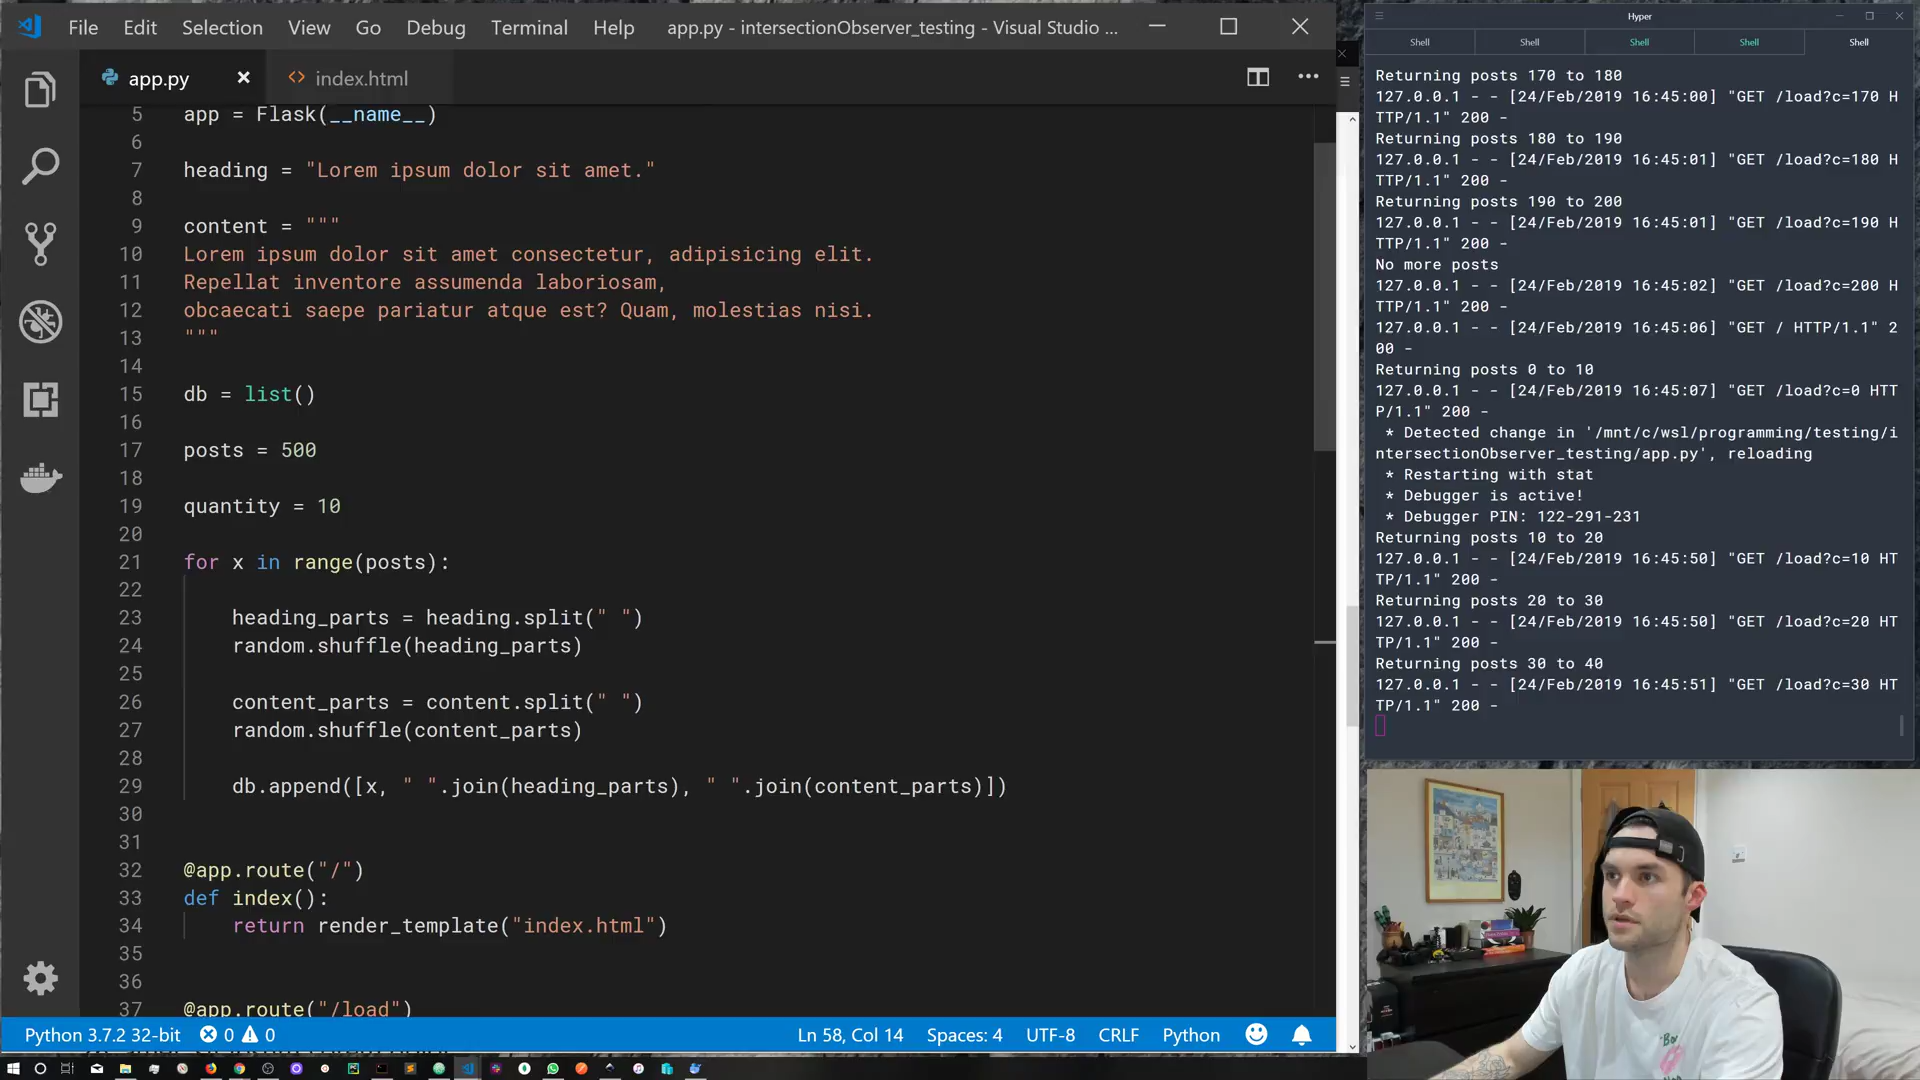 File Edit Selection View Go Debug Terminal Help app.py - intersectionObserver_testing - Visual Studio ...
app.py
index.html
5 app = Flask(__name__)
6
7 heading = "Lorem ipsum dolor sit amet."
8
9 content = """
10 Lorem ipsum dolor sit amet consectetur, adipisicing elit.
11 Repellat inventore assumenda laboriosam,
12 obcaecati saepe pariatur atque est? Quam, molestias nisi.
13 """
14
15 db = list()
16
17 posts = 500
18
19 quantity = 10
20
21 for x in range(posts):
22
23 heading_parts = heading.split(" ")
24 random.shuffle(heading_parts)
25
26 content_parts = content.split(" ")
27 random.shuffle(content_parts)
28
29 db.append([x, " ".join(heading_parts), " ".join(content_parts)])
30
31
32 @app.route("/")
33 def index():
34 return render_template("index.html")
35
36
37 @app.route("/load")
Python 3.7.2 32-bit 0 0 Ln 58, Col 14 Spaces: 4 UTF-8 CRLF Python
Hyper
Shell Shell Shell Shell Shell
Returning posts 170 to 180
127.0.0.1 - - [24/Feb/2019 16:45:00] "GET /load?c=170 H
TTP/1.1" 200 -
Returning posts 180 to 190
127.0.0.1 - - [24/Feb/2019 16:45:01] "GET /load?c=180 H
TTP/1.1" 200 -
Returning posts 190 to 200
127.0.0.1 - - [24/Feb/2019 16:45:01] "GET /load?c=190 H
TTP/1.1" 200 -
No more posts
127.0.0.1 - - [24/Feb/2019 16:45:02] "GET /load?c=200 H
TTP/1.1" 200 -
127.0.0.1 - - [24/Feb/2019 16:45:06] "GET / HTTP/1.1" 2
00 -
Returning posts 0 to 10
127.0.0.1 - - [24/Feb/2019 16:45:07] "GET /load?c=0 HTT
P/1.1" 200 -
* Detected change in '/mnt/c/wsl/programming/testing/i
ntersectionObserver_testing/app.py', reloading
* Restarting with stat
* Debugger is active!
* Debugger PIN: 122-291-231
Returning posts 10 to 20
127.0.0.1 - - [24/Feb/2019 16:45:50] "GET /load?c=10 HT
TP/1.1" 200 -
Returning posts 20 to 30
127.0.0.1 - - [24/Feb/2019 16:45:50] "GET /load?c=20 HT
TP/1.1" 200 -
Returning posts 30 to 40
127.0.0.1 - - [24/Feb/2019 16:45:51] "GET /load?c=30 HT
TP/1.1" 200 -